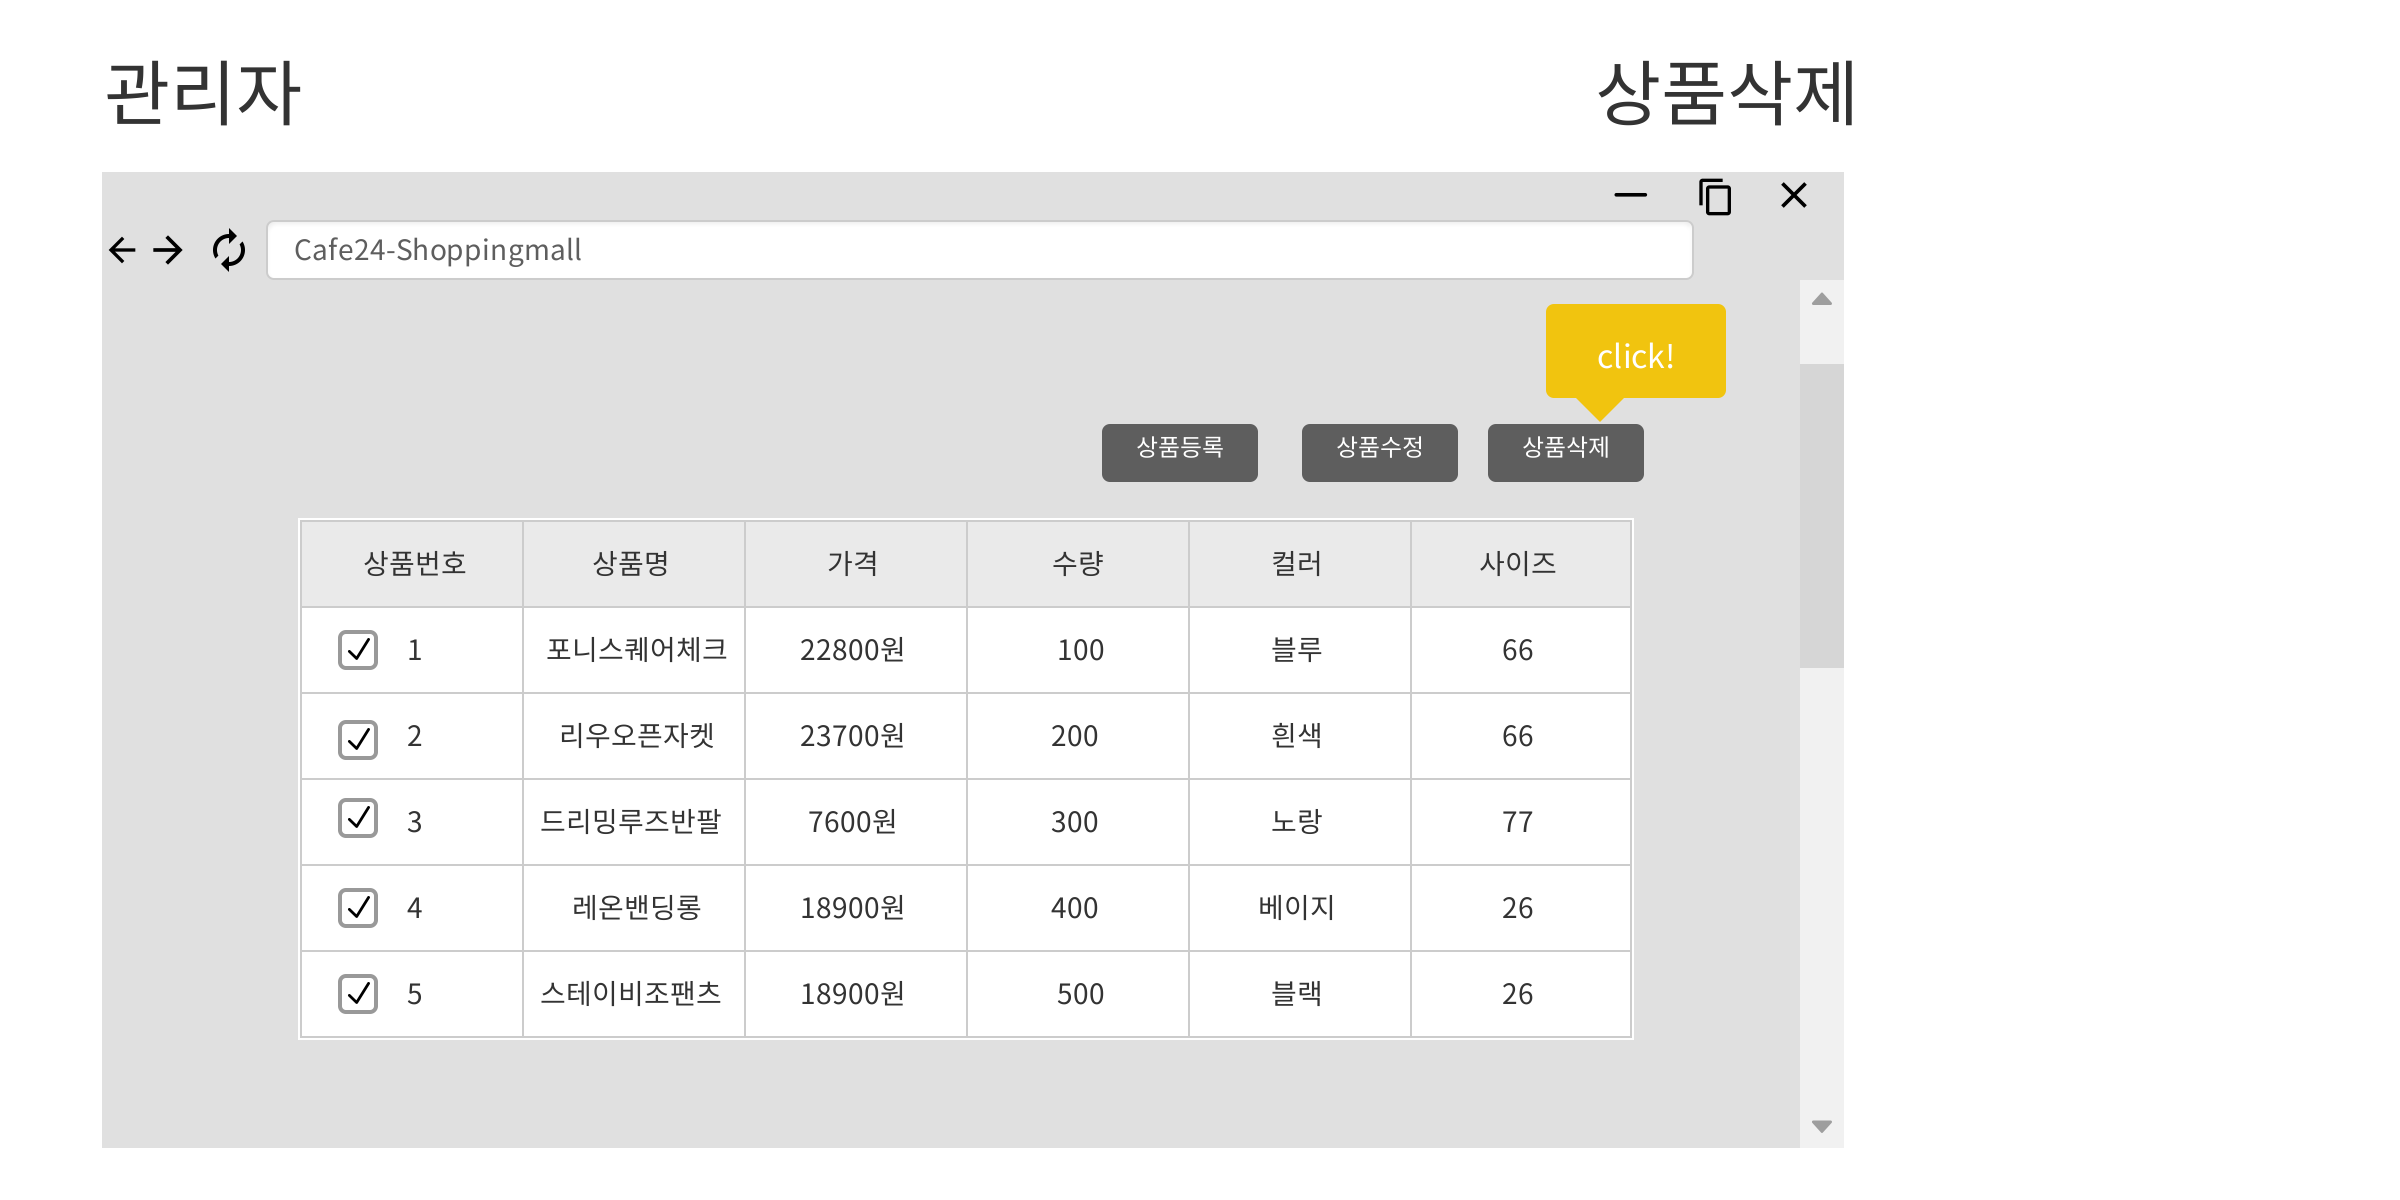 관리자 상품삭제
Cafe24-Shoppingmall
click!
상품등록 상품수정 상품삭제
상품번호 상품명 가격 수량 컬러 사이즈
1 포니스퀘어체크 22800원 100 블루 66
2 리우오픈자켓 23700원 200 흰색 66
3 드리밍루즈반팔 7600원 300 노랑 77
4 레온밴딩롱 18900원 400 베이지 26
5 스테이비조팬츠 18900원 500 블랙 26